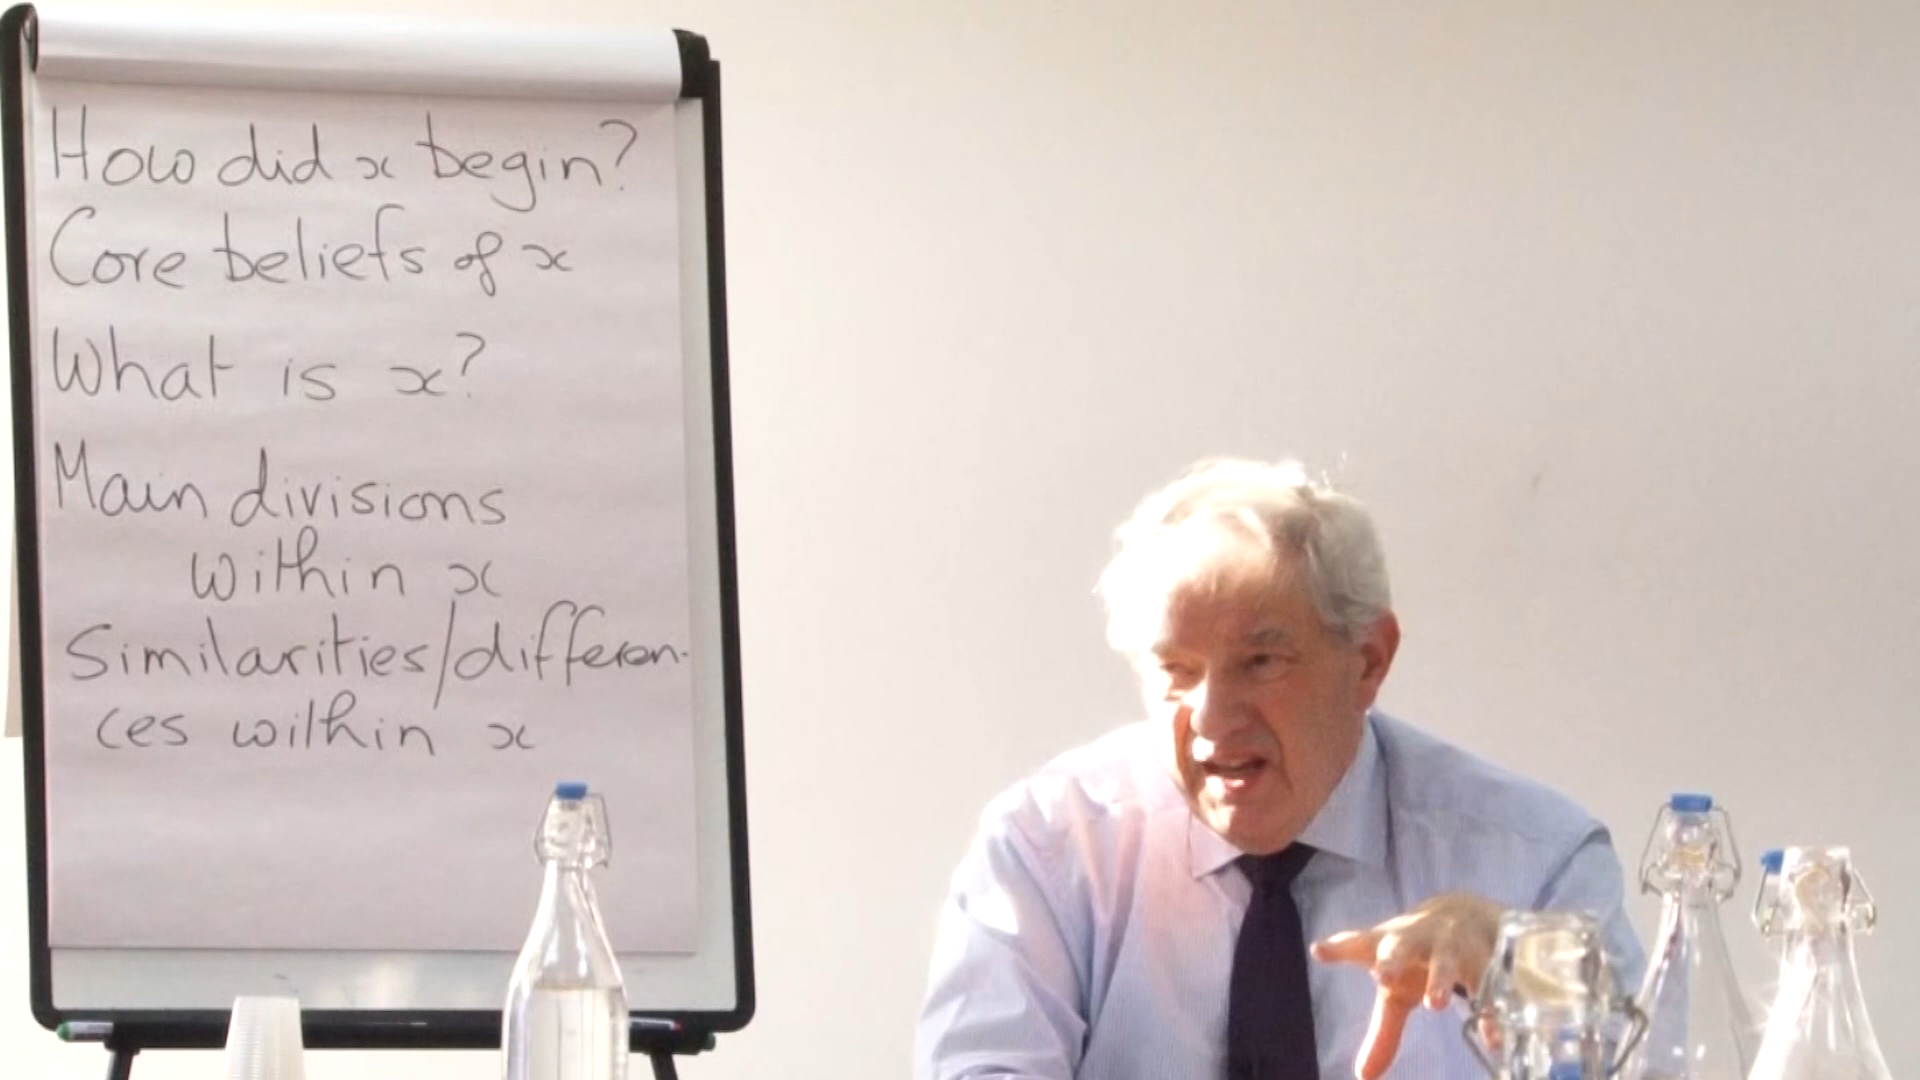 How did x begin?
Core beliefs of x
What is x?
Main divisions
within x
Similarities/differen-
ces within x